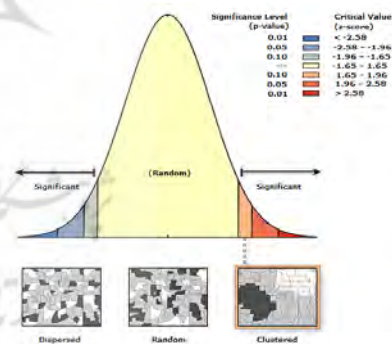 Significance Level Critical Value
(p-value) (z-score)
0.01 < -2.58
0.05 -2.58 - -1.96
0.10 -1.96 - -1.65
--- -1.65 - 1.65
0.10 1.65 - 1.96
0.05 1.96 - 2.58
0.01 > 2.58
(Random)
Significant Significant
Dispersed Random Clustered